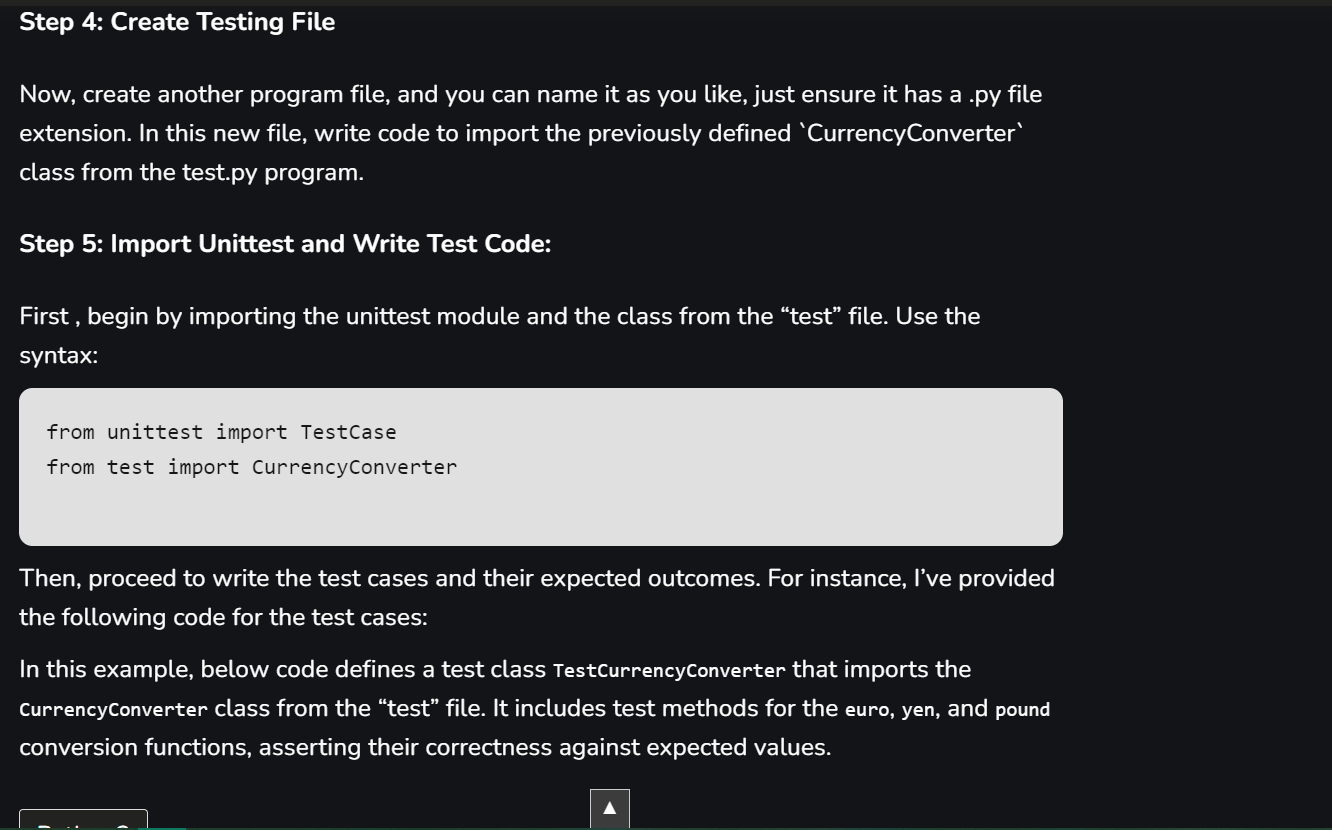 Step 4: Create Testing File
Now, create another program file, and you can name it as you like, just ensure it has a .py file
extension. In this new file, write code to import the previously defined `CurrencyConverter`
class from the test.py program.
Step 5: Import Unittest and Write Test Code:
First , begin by importing the unittest module and the class from the “test” file. Use the
syntax:
from unittest import TestCase
from test import CurrencyConverter
Then, proceed to write the test cases and their expected outcomes. For instance, I’ve provided
the following code for the test cases:
In this example, below code defines a test class TestCurrencyConverter that imports the
CurrencyConverter class from the “test” file. It includes test methods for the euro, yen, and pound
conversion functions, asserting their correctness against expected values.